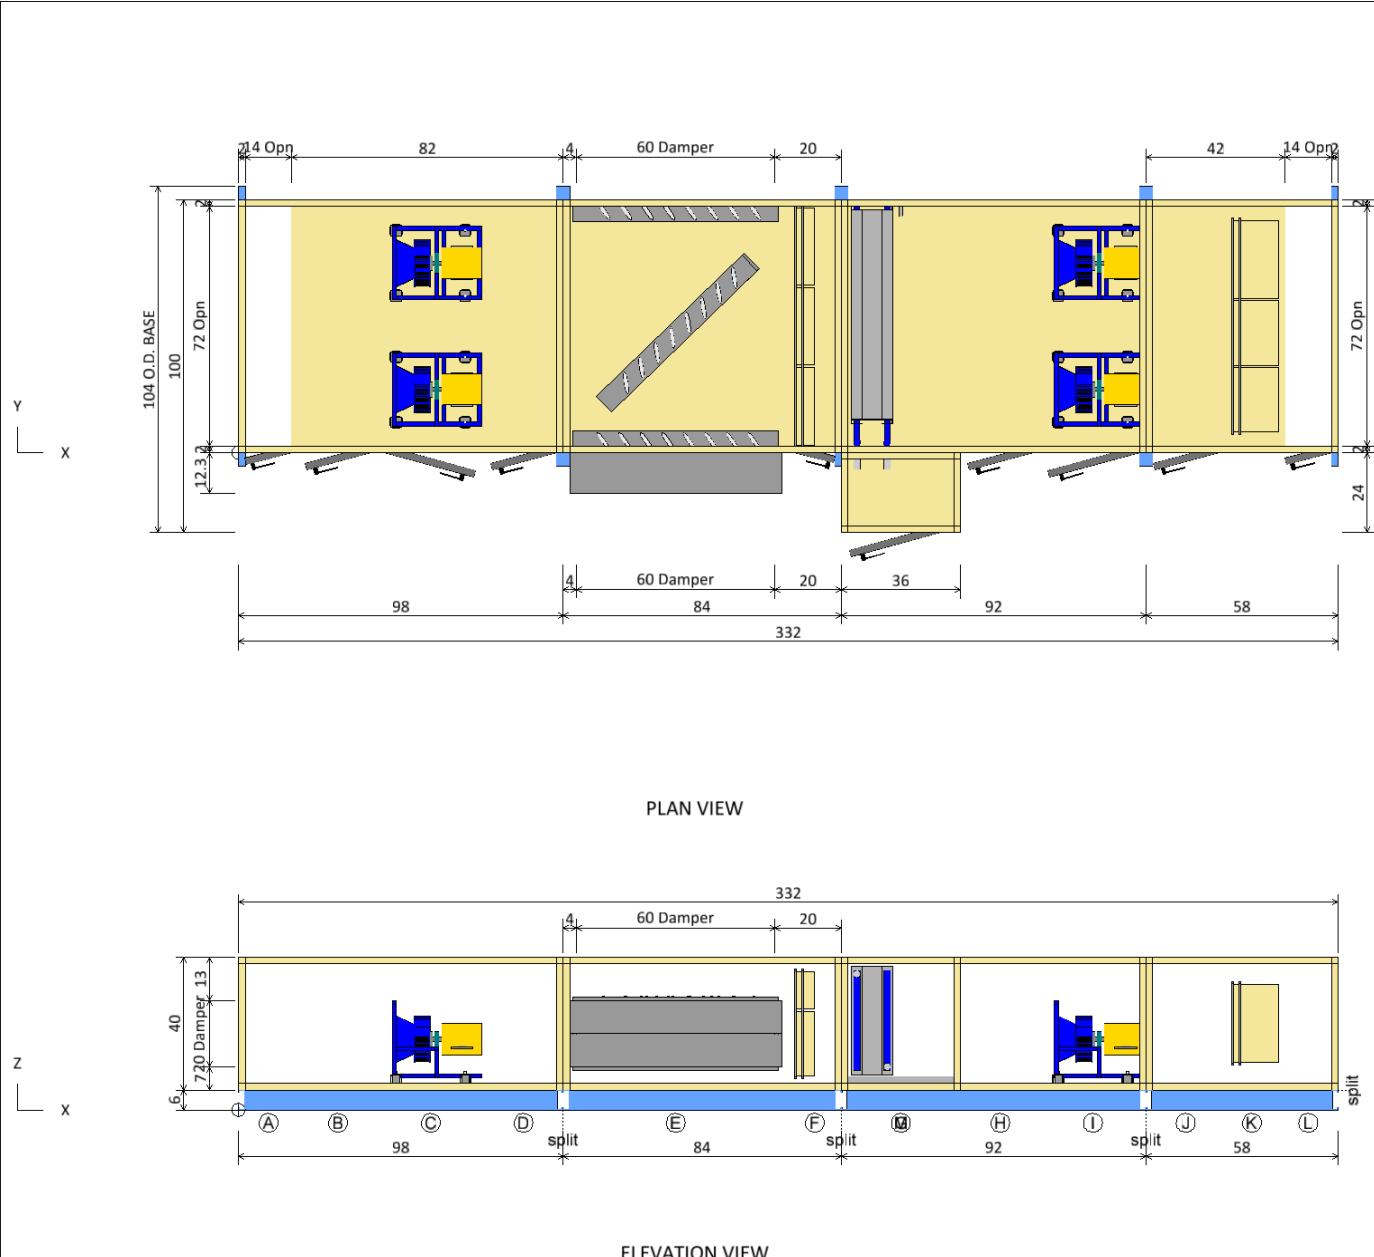 2 14 Opn 82 4 60 Damper 20 42 14 Opn 2
2 2
104 O.D. BASE 100 72 Opn 72 Opn
Y
X
2 2
12.3 24
4 60 Damper 20 36
98 84 92 58
332
PLAN VIEW
332
4 60 Damper 20
13
40 20 Damper
7
Z
X
6
split
A B C D E F G H I J K L
split split split
98 84 92 58
ELEVATION VIEW